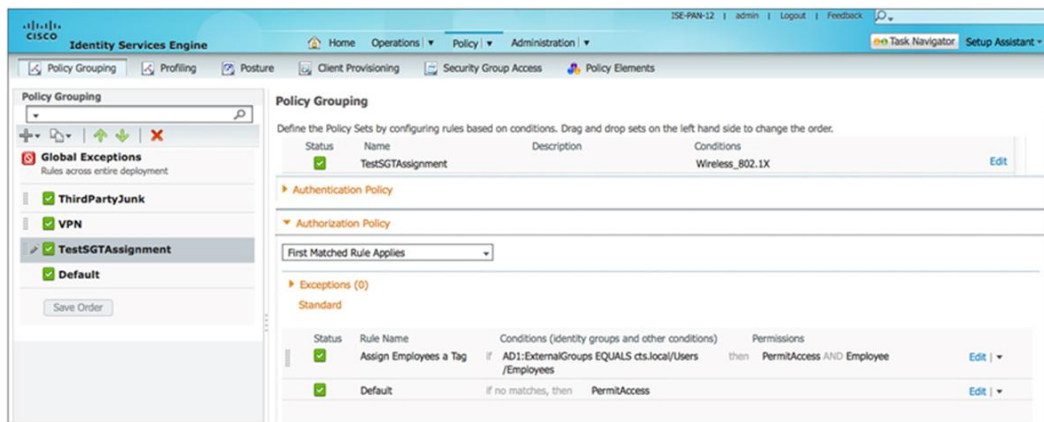 ISE-PAN-12 | admin | Logout | Feedback
CISCO Identity Services Engine
Home Operations Policy Administration
Task Navigator Setup Assistant
Policy Grouping Profiling Posture Client Provisioning Security Group Access Policy Elements
Policy Grouping
Global Exceptions
Rules across entire deployment
ThirdPartyJunk
VPN
TestSGTAssignment
Default
Save Order
Policy Grouping
Define the Policy Sets by configuring rules based on conditions. Drag and drop sets on the left hand side to change the order.
Status Name Description Conditions
TestSGTAssignment Wireless_802.1X Edit
Authentication Policy
Authorization Policy
First Matched Rule Applies
Exceptions (0)
Standard
Status Rule Name Conditions (identity groups and other conditions) Permissions
Assign Employees a Tag if AD1:ExternalGroups EQUALS cts.local/Users then PermitAccess AND Employee Edit |
/Employees
Default if no matches, then PermitAccess Edit |